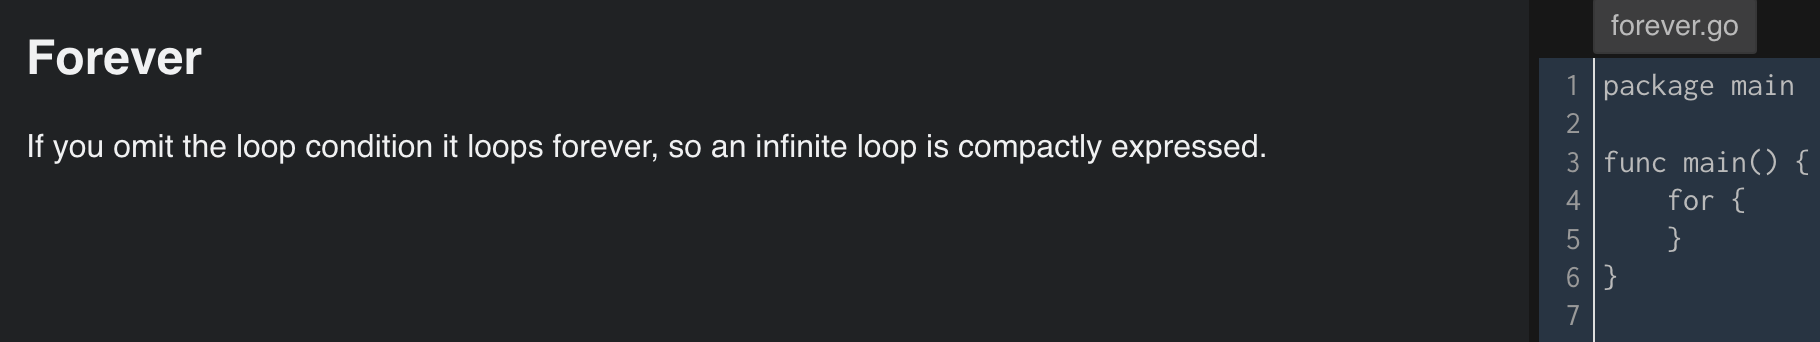 Forever
If you omit the loop condition it loops forever, so an infinite loop is compactly expressed.
forever.go
1 package main
2
3 func main() {
4     for {
5     }
6 }
7